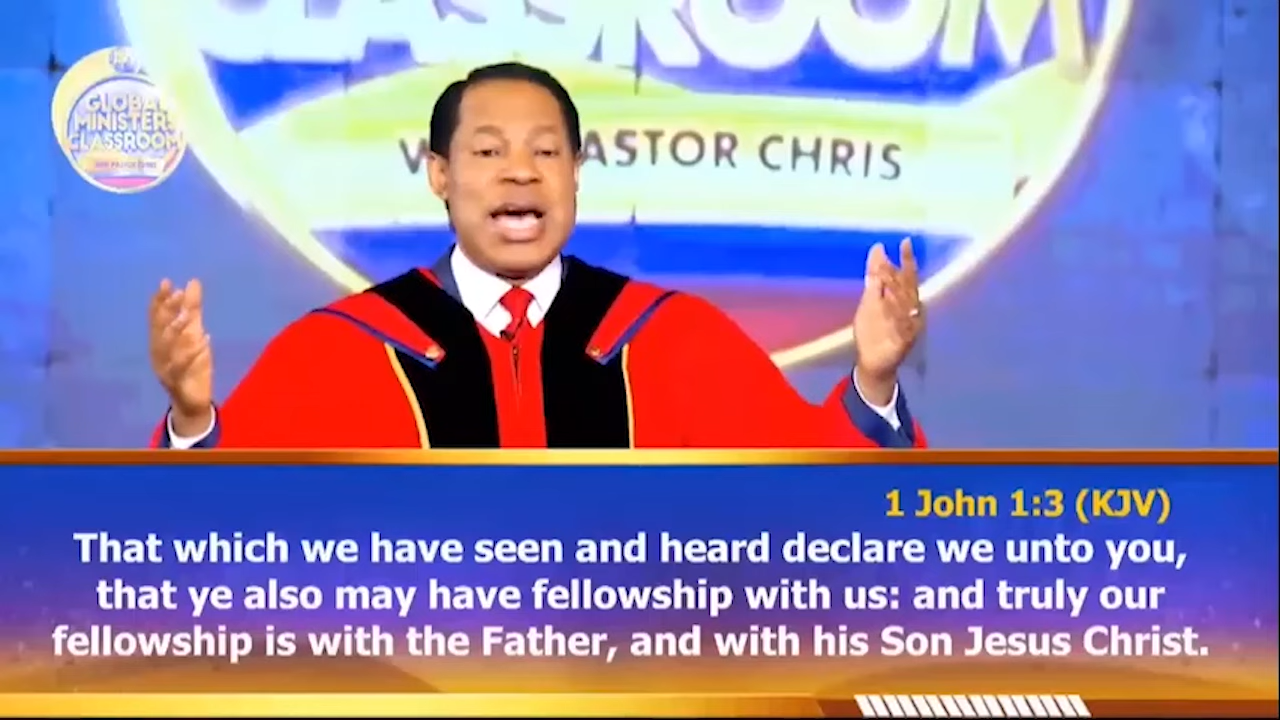 CLASSROOM
W PASTOR CHRIS
GLOBAL
MINISTERS
CLASSROOM
1 John 1:3 (KJV)
That which we have seen and heard declare we unto you,
that ye also may have fellowship with us: and truly our
fellowship is with the Father, and with his Son Jesus Christ.